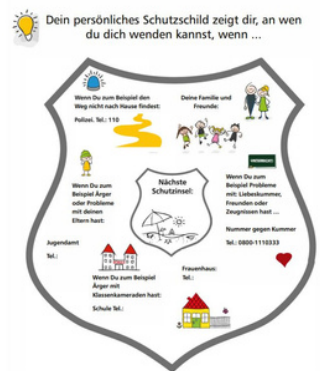 Dein persönliches Schutzschild zeigt dir, an wen
du dich wenden kannst, wenn ...
Wenn Du zum Beispiel den
Weg nicht nach Hause findest:
Polizei. Tel.: 110
Deine Familie und
Freunde:
Wenn Du zum
Beispiel Ärger
oder Probleme
mit deinen
Eltern hast:
Jugendamt
Tel.:
Nächste
Schutzinsel:
Wenn Du zum
Beispiel Probleme
mit: Liebeskummer,
Freunden oder
Zeugnissen hast ...
Nummer gegen Kummer
Tel.: 0800-1110333
Wenn Du zum Beispiel
Ärger mit
Klassenkameraden hast:
Schule Tel.:
Frauenhaus:
Tel.: